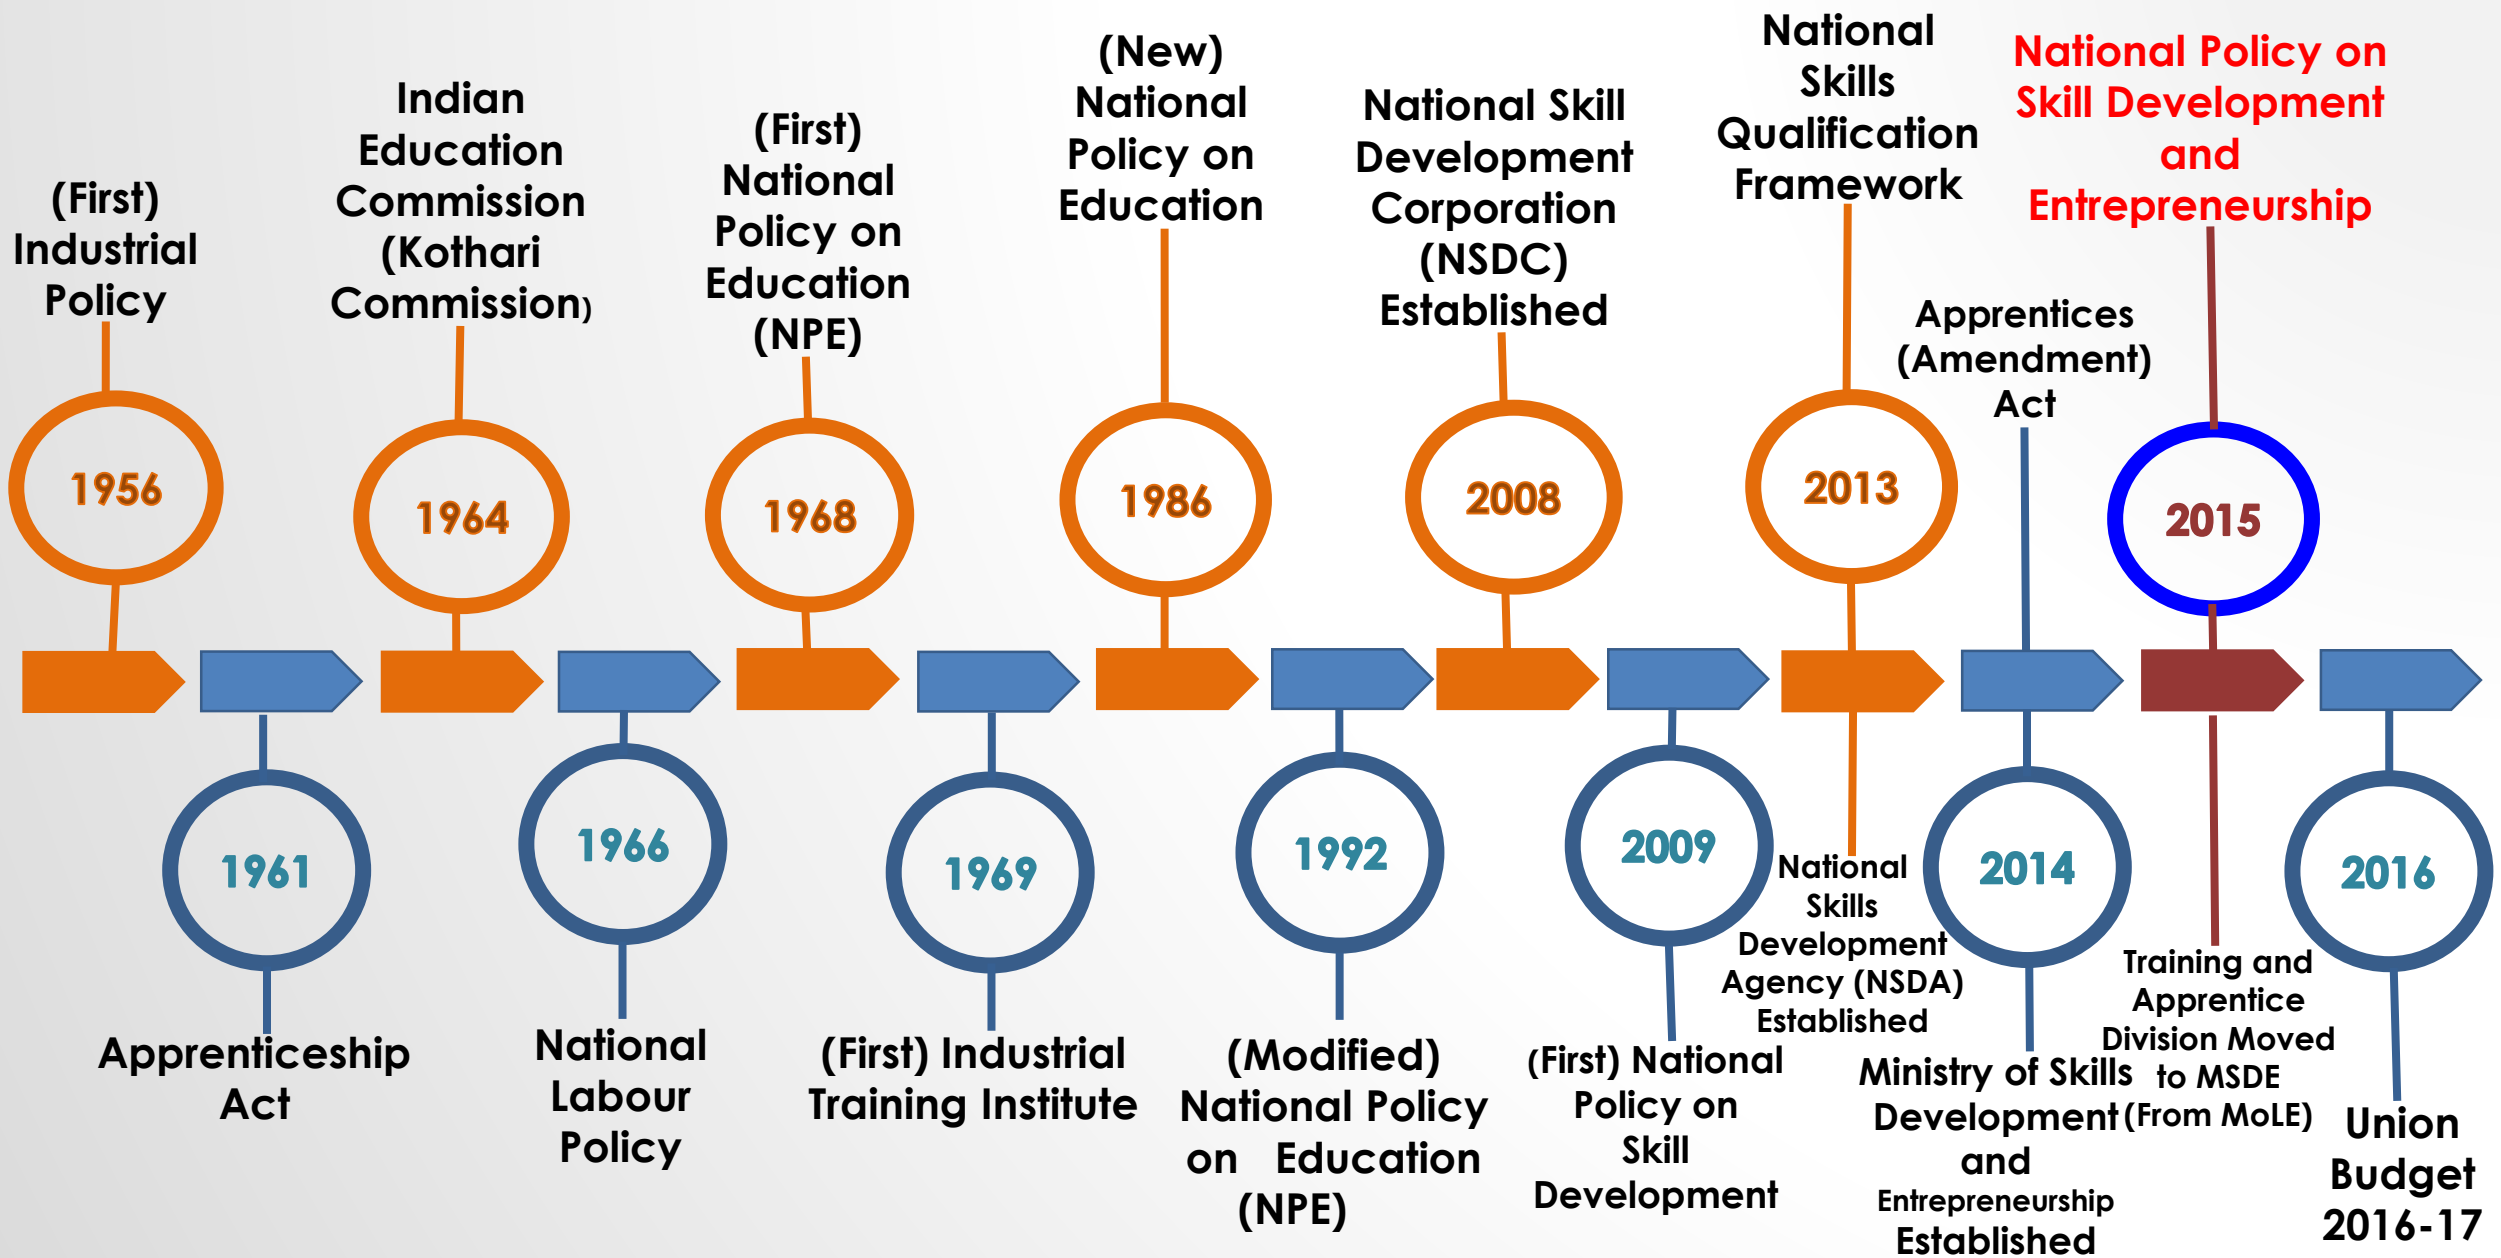 (First)
Industrial
Policy
1956
1961
Apprenticeship
Act
Indian
Education
Commission
(Kothari
Commission)
1964
1966
National
Labour
Policy
(First)
National
Policy on
Education
(NPE)
1968
1969
(First) Industrial
Training Institute
(New)
National
Policy on
Education
1986
1992
(Modified)
National Policy
on Education
(NPE)
National Skill
Development
Corporation
(NSDC)
Established
2008
2009
(First) National
Policy on
Skill
Development
National
Skills
Qualification
Framework
2013
National
Skills
Development
Agency (NSDA)
Established
Apprentices
(Amendment)
Act
2014
Ministry of Skills
Development
and
Entrepreneurship
Established
National Policy on
Skill Development
and
Entrepreneurship
2015
Training and
Apprentice
Division Moved
to MSDE
(From MoLE)
2016
Union
Budget
2016-17